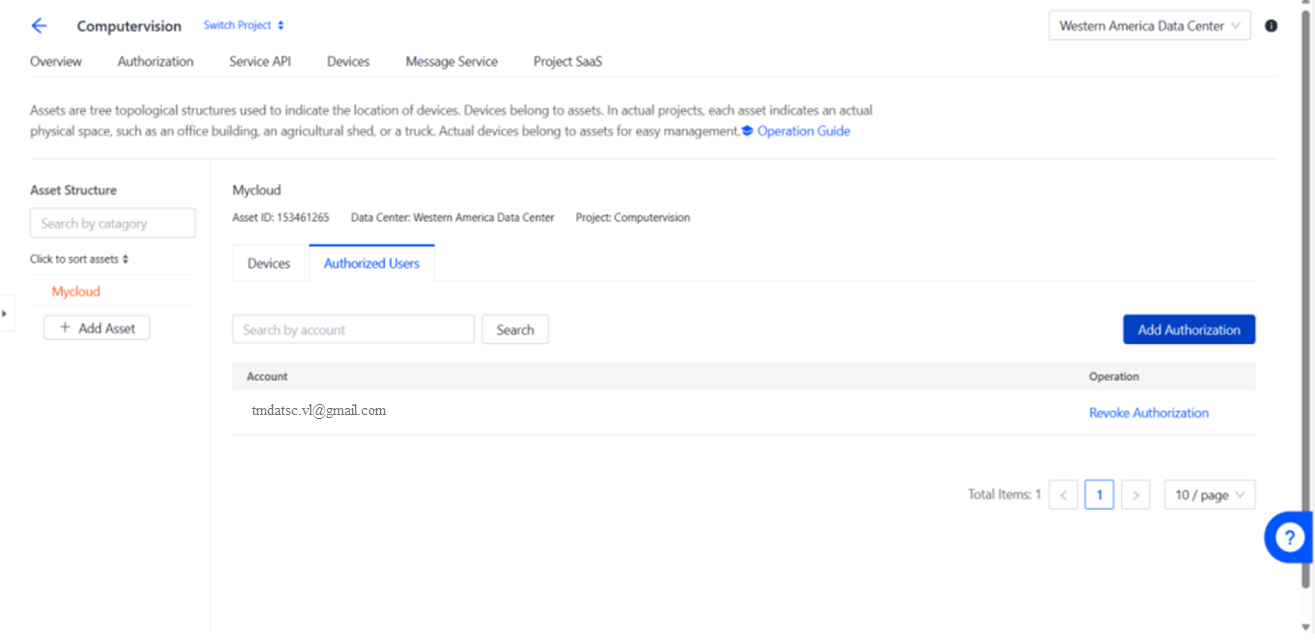 Computervision Switch Project
Western America Data Center
Overview Authorization Service API Devices Message Service Project SaaS
Assets are tree topological structures used to indicate the location of devices. Devices belong to assets. In actual projects, each asset indicates an actual
physical space, such as an office building, an agricultural shed, or a truck. Actual devices belong to assets for easy management. Operation Guide
Asset Structure
Search by catagory
Click to sort assets
Mycloud
+ Add Asset
Mycloud
Asset ID: 153461265 Data Center: Western America Data Center Project: Computervision
Devices Authorized Users
Search by account Search Add Authorization
Account Operation
tmdatsc.vl@gmail.com Revoke Authorization
Total Items: 1 < 1 > 10 / page
?